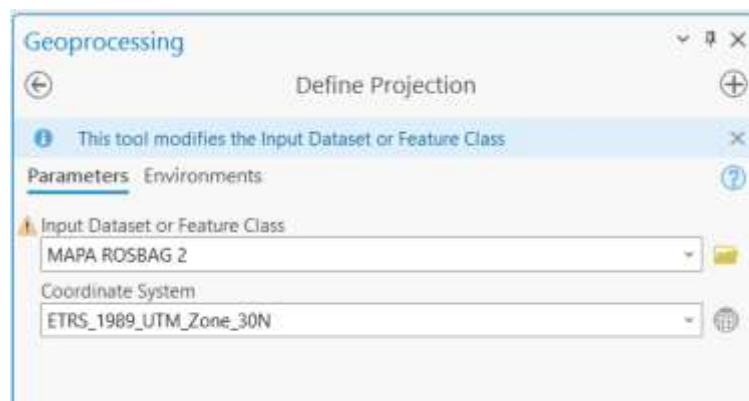 Geoprocessing
Define Projection
This tool modifies the Input Dataset or Feature Class
Parameters Environments
Input Dataset or Feature Class
MAPA ROSBAG 2
Coordinate System
ETRS_1989_UTM_Zone_30N